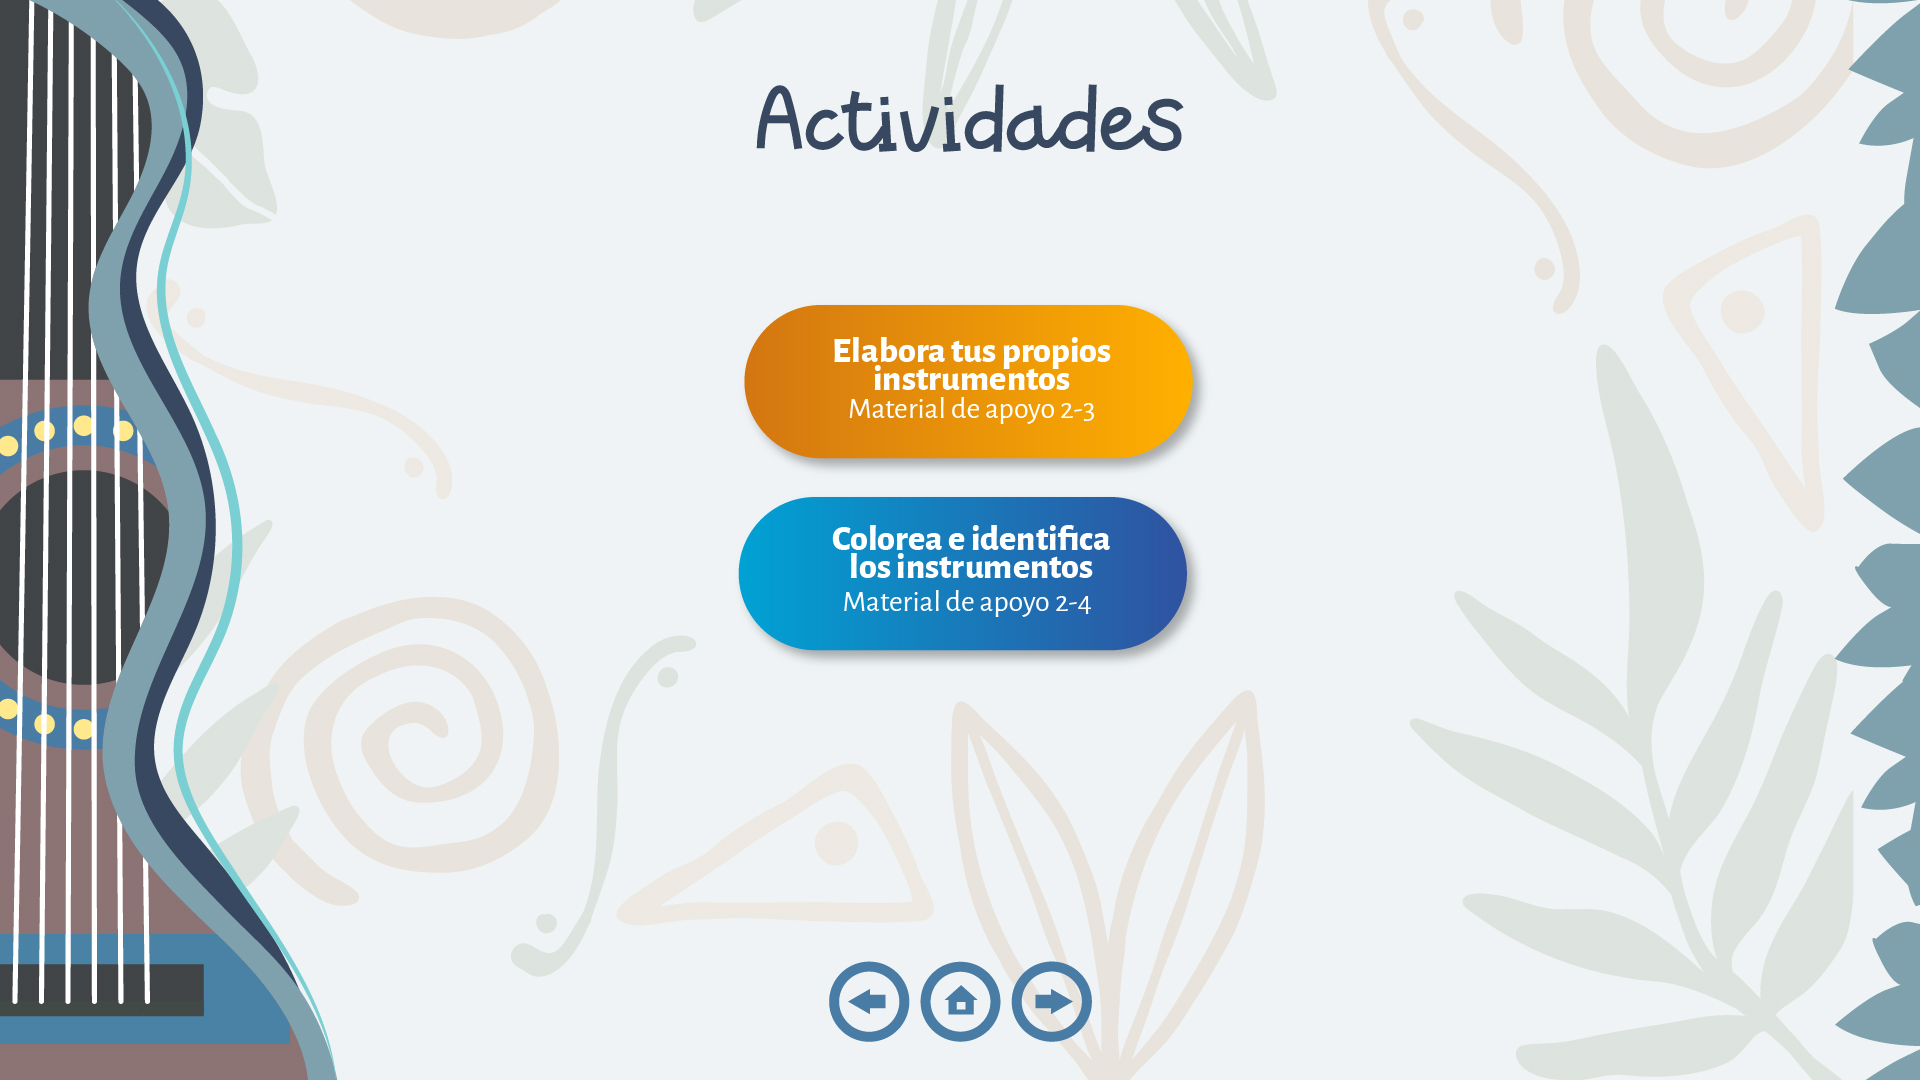 Actividades
Elabora tus propios
instrumentos
Material de apoyo 2-3
Colorea e identifica
los instrumentos
Material de apoyo 2-4